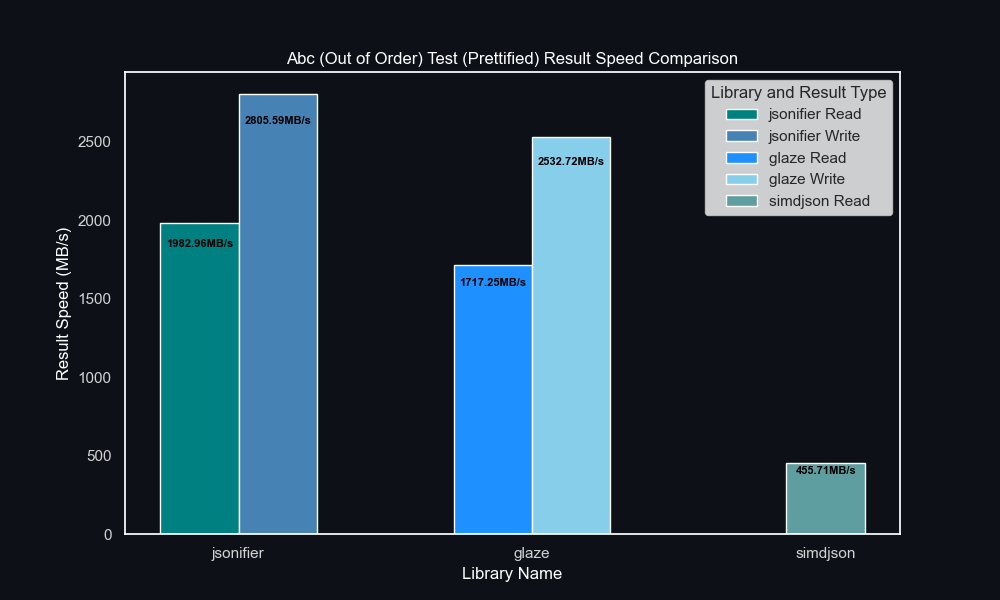 Abc (Out of Order) Test (Prettified) Result Speed Comparison
Library and Result Type
jsonifier Read
jsonifier Write
glaze Read
glaze Write
simdjson Read
2805.59MB/s
2532.72MB/s
1982.96MB/s
1717.25MB/s
455.71MB/s
Result Speed (MB/s)
2500
2000
1500
1000
500
0
jsonifier
glaze
simdjson
Library Name